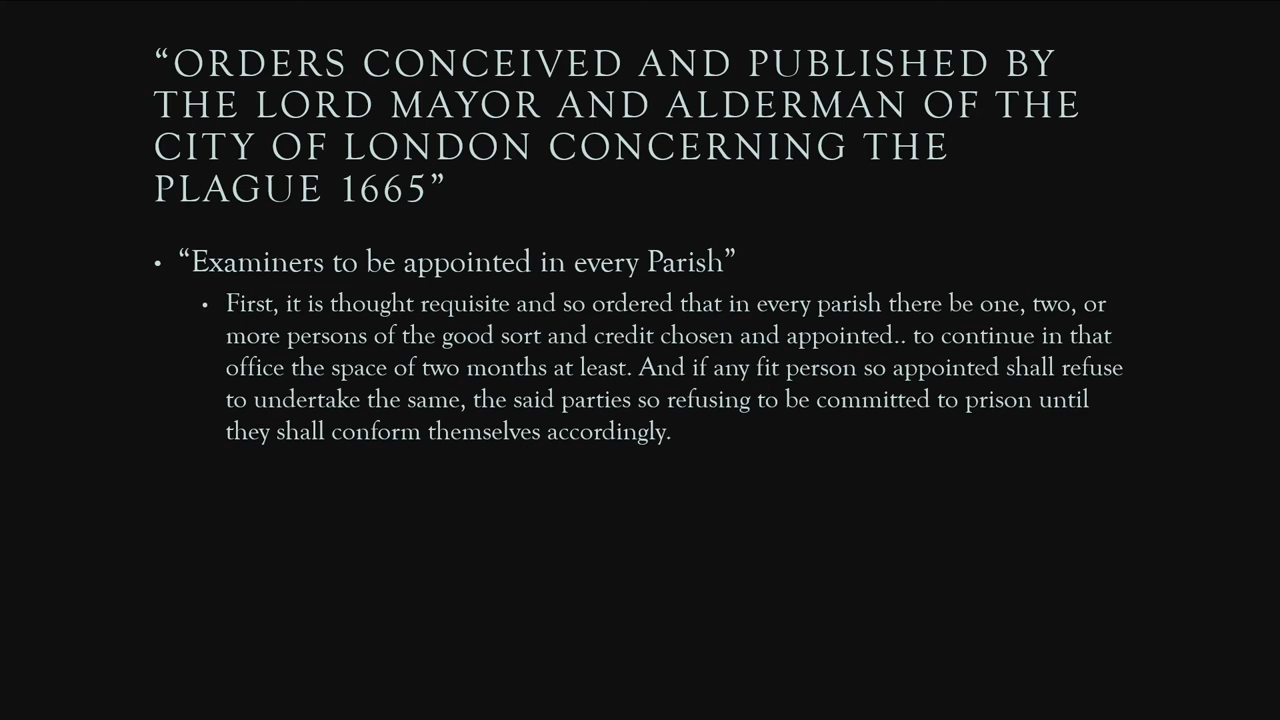 “ORDERS CONCEIVED AND PUBLISHED BY
THE LORD MAYOR AND ALDERMAN OF THE
CITY OF LONDON CONCERNING THE
PLAGUE 1665”
• “Examiners to be appointed in every Parish”
• First, it is thought requisite and so ordered that in every parish there be one, two, or
more persons of the good sort and credit chosen and appointed.. to continue in that
office the space of two months at least. And if any fit person so appointed shall refuse
to undertake the same, the said parties so refusing to be committed to prison until
they shall conform themselves accordingly.